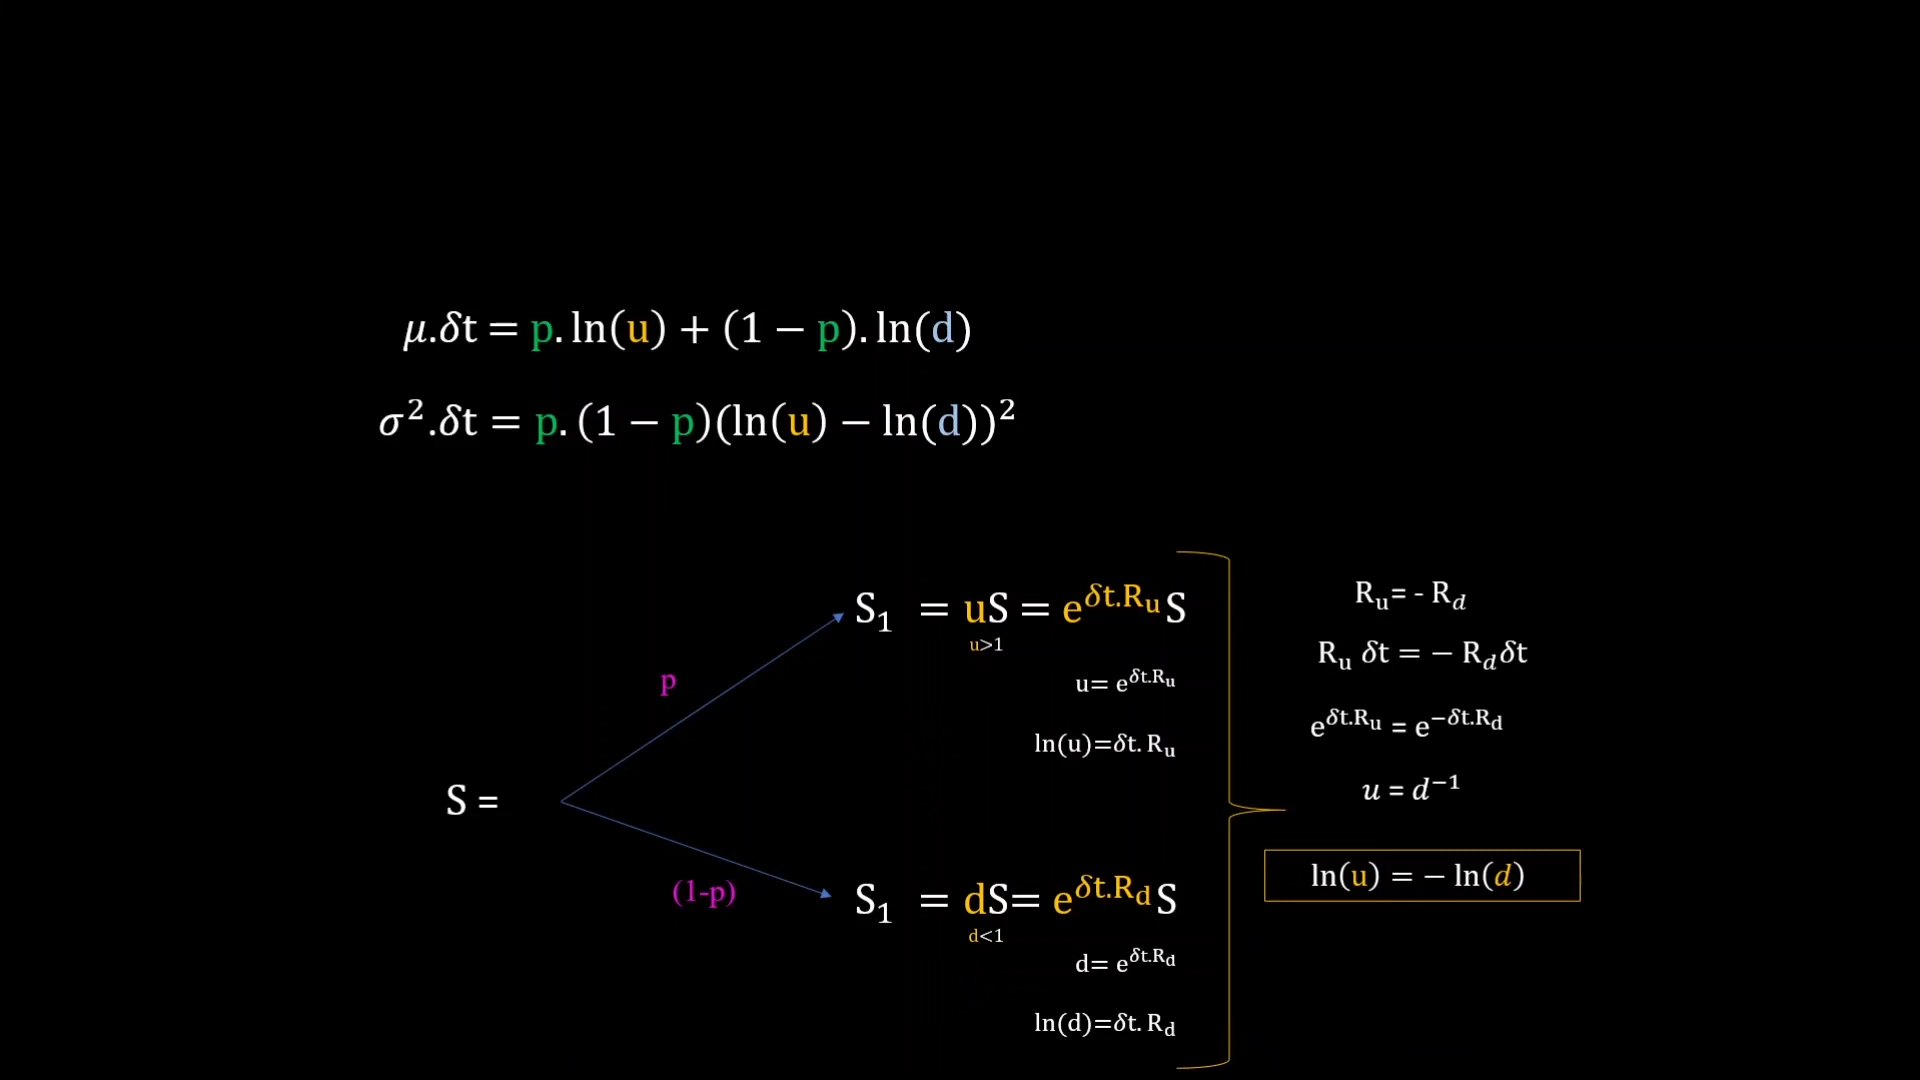 μ.δt = p. ln(u) + (1 − p). ln(d)
σ².δt = p. (1 − p)(ln(u) − ln(d))²
S₁ = uS = e^{δt.R_u} S
u>1
u= e^{δt.R_u}
ln(u)=δt. R_u
p
S =
(1-p)
S₁ = dS= e^{δt.R_d} S
d<1
d= e^{δt.R_d}
ln(d)=δt. R_d
R_u= - R_d
R_u δt = − R_d δt
e^{δt.R_u} = e^{−δt.R_d}
u = d⁻¹
ln(u) = − ln(d)